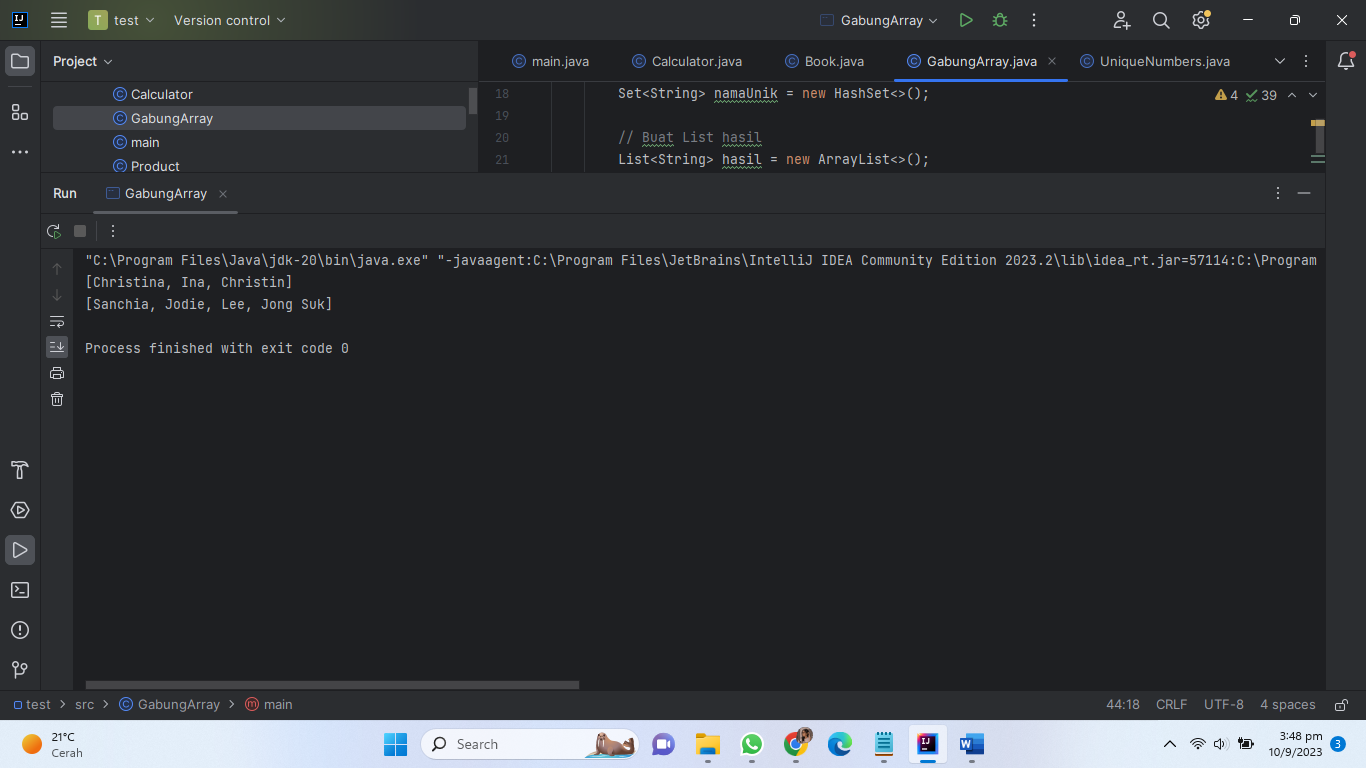 test Version control GabungArray
Project main.java Calculator.java Book.java GabungArray.java UniqueNumbers.java
Calculator
GabungArray
main
Product
18 Set<String> namaUnik = new HashSet<>(); 4 39
19
20 // Buat List hasil
21 List<String> hasil = new ArrayList<>();
Run GabungArray
"C:\Program Files\Java\jdk-20\bin\java.exe" "-javaagent:C:\Program Files\JetBrains\IntelliJ IDEA Community Edition 2023.2\lib\idea_rt.jar=57114:C:\Program
[Christina, Ina, Christin]
[Sanchia, Jodie, Lee, Jong Suk]
Process finished with exit code 0
test > src > GabungArray > main 44:18 CRLF UTF-8 4 spaces
21°C
Cerah
Search
3:48 pm
10/9/2023
3